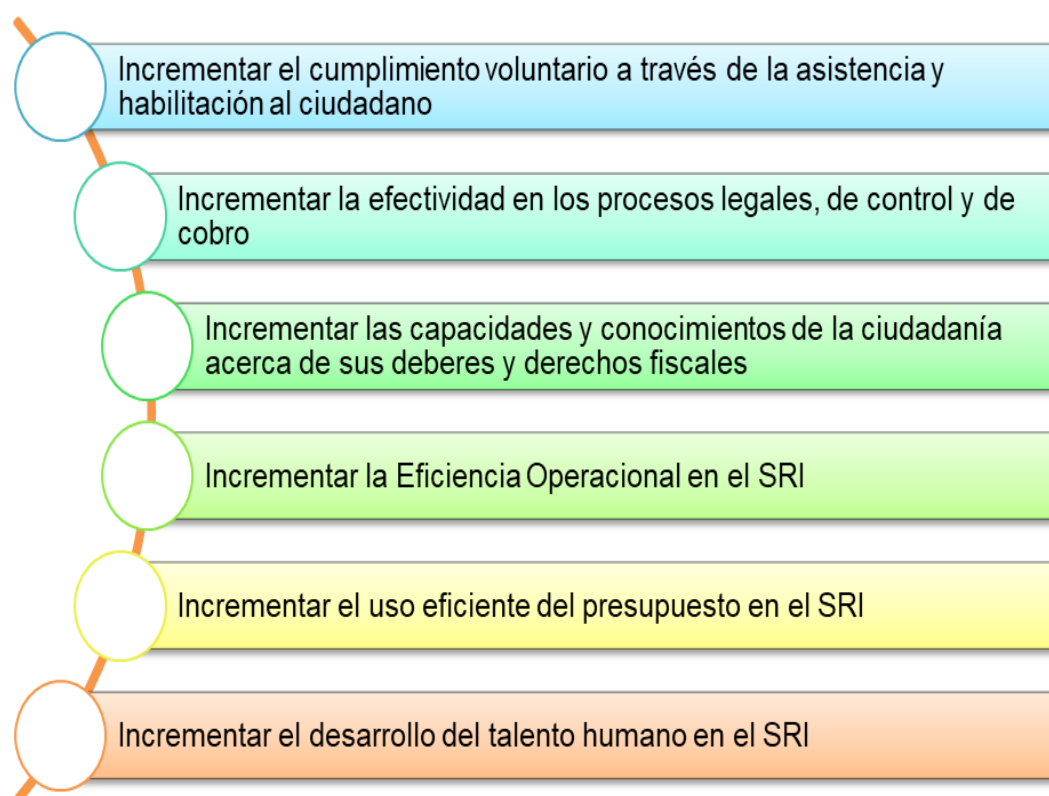 Incrementar el cumplimiento voluntario a través de la asistencia y
habilitación al ciudadano
Incrementar la efectividad en los procesos legales, de control y de
cobro
Incrementar las capacidades y conocimientos de la ciudadanía
acerca de sus deberes y derechos fiscales
Incrementar la Eficiencia Operacional en el SRI
Incrementar el uso eficiente del presupuesto en el SRI
Incrementar el desarrollo del talento humano en el SRI